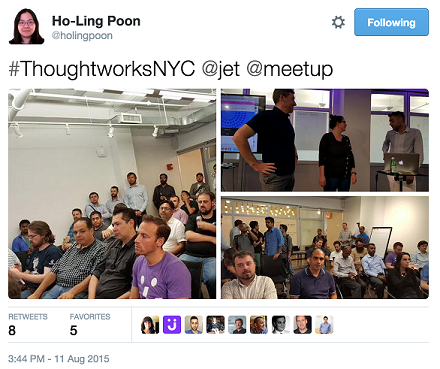 Ho-Ling Poon
@holingpoon
Following
#ThoughtworksNYC @jet @meetup
RETWEETS
8
FAVORITES
5
3:44 PM - 11 Aug 2015